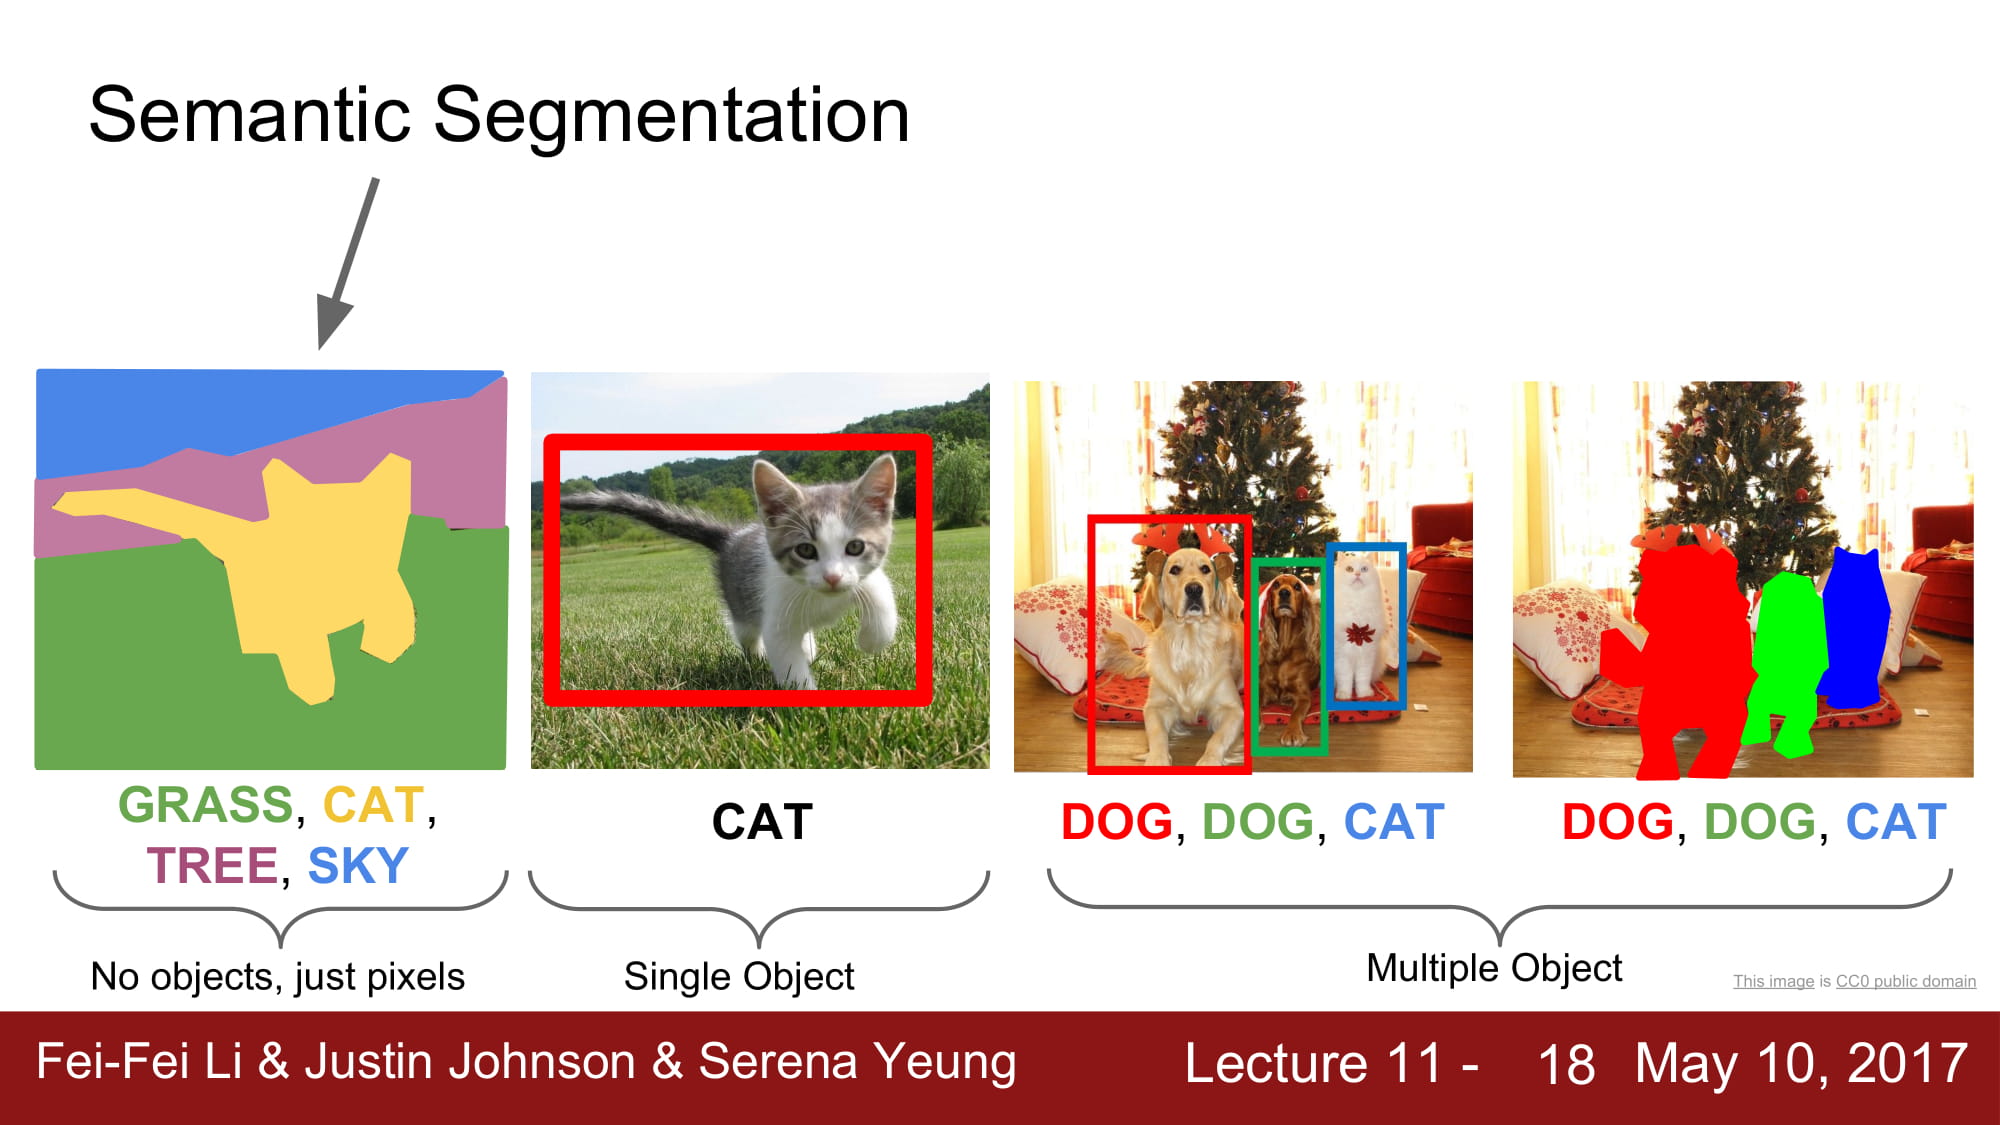 Semantic Segmentation
GRASS, CAT,
TREE, SKY
CAT
DOG, DOG, CAT
DOG, DOG, CAT
No objects, just pixels
Single Object
Multiple Object
This image is CC0 public domain
Fei-Fei Li & Justin Johnson & Serena Yeung
Lecture 11 - 18 May 10, 2017